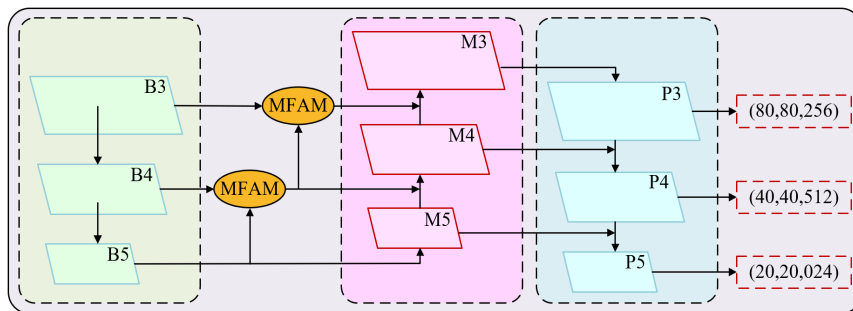 B3
MFAM
M3
P3
(80,80,256)
B4
MFAM
M4
P4
(40,40,512)
B5
M5
P5
(20,20,024)